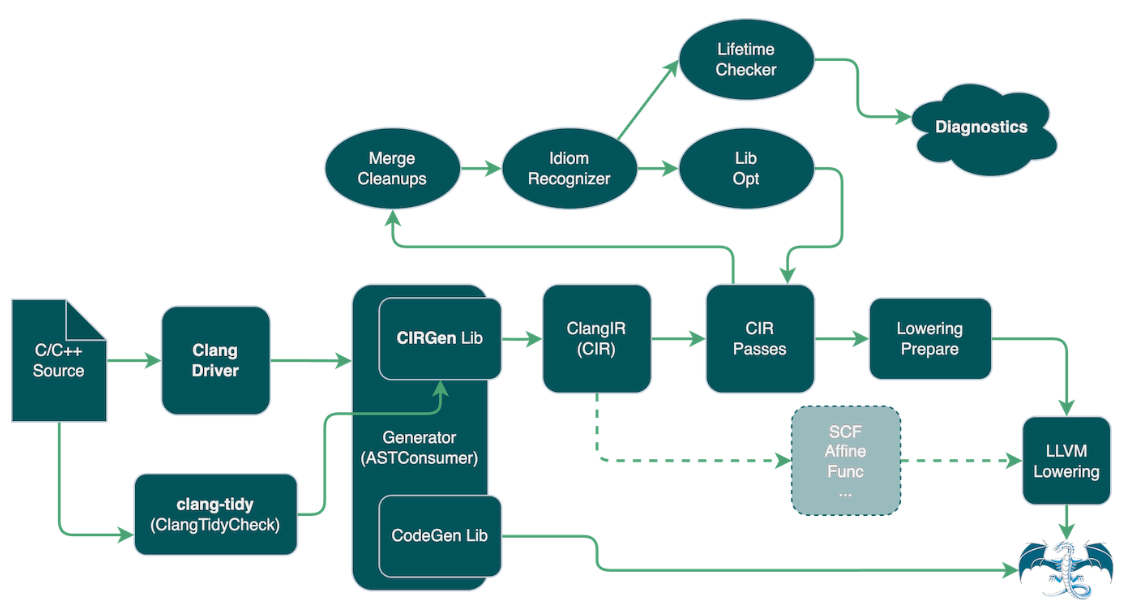 Lifetime
Checker
Diagnostics
Merge
Cleanups
Idiom
Recognizer
Lib
Opt
C/C++
Source
Clang
Driver
CIRGen Lib
ClangIR
(CIR)
CIR
Passes
Lowering
Prepare
Generator
(ASTConsumer)
SCF
Affine
Func
...
LLVM
Lowering
clang-tidy
(ClangTidyCheck)
CodeGen Lib